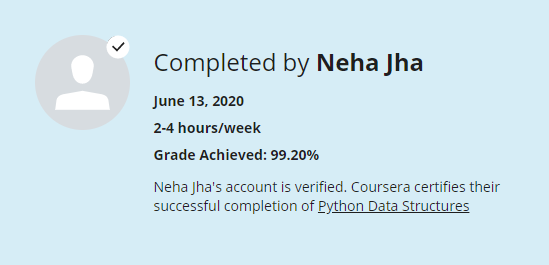 Completed by Neha Jha
June 13, 2020
2-4 hours/week
Grade Achieved: 99.20%
Neha Jha's account is verified. Coursera certifies their
successful completion of Python Data Structures